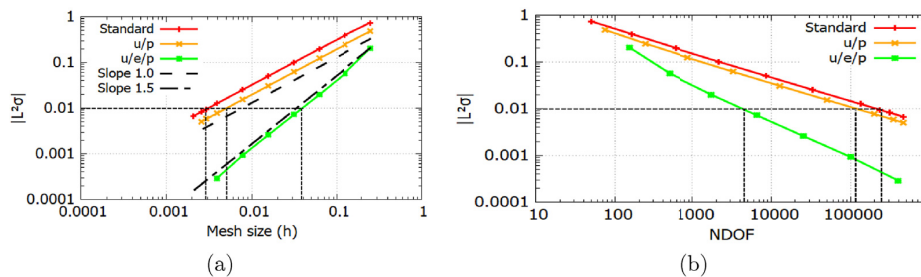 1
0.1
0.01
0.001
0.0001
|L²σ|
Standard
u/p
u/e/p
Slope 1.0
Slope 1.5
0.0001
0.001
0.01
0.1
1
Mesh size (h)
(a)
1
0.1
0.01
0.001
0.0001
|L²σ|
Standard
u/p
u/e/p
10
100
1000
10000
100000
NDOF
(b)